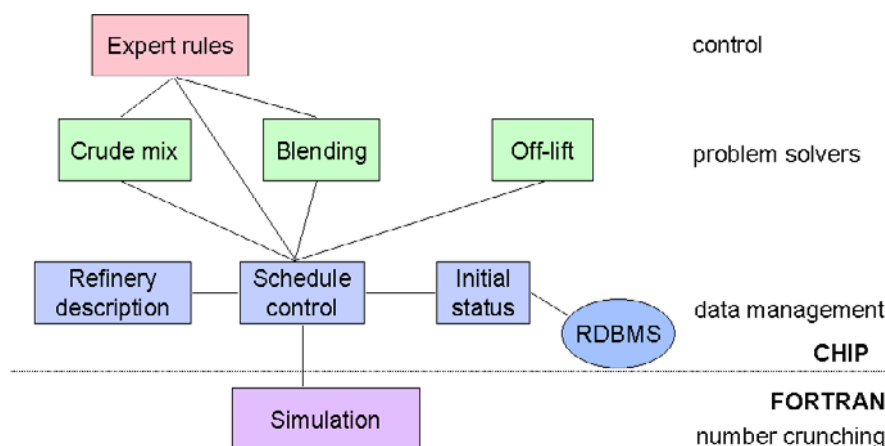 Expert rules
control
Crude mix
Blending
Off-lift
problem solvers
Refinery
description
Schedule
control
Initial
status
RDBMS
data management
CHIP
Simulation
FORTRAN
number crunching